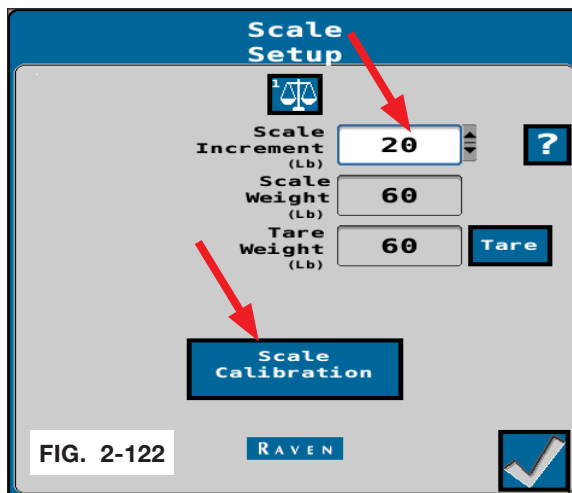 Scale
Setup
1
Scale
Increment
(Lb)
20
?
Scale
Weight
(Lb)
60
Tare
Weight
(Lb)
60
Tare
Scale
Calibration
FIG. 2-122
RAVEN